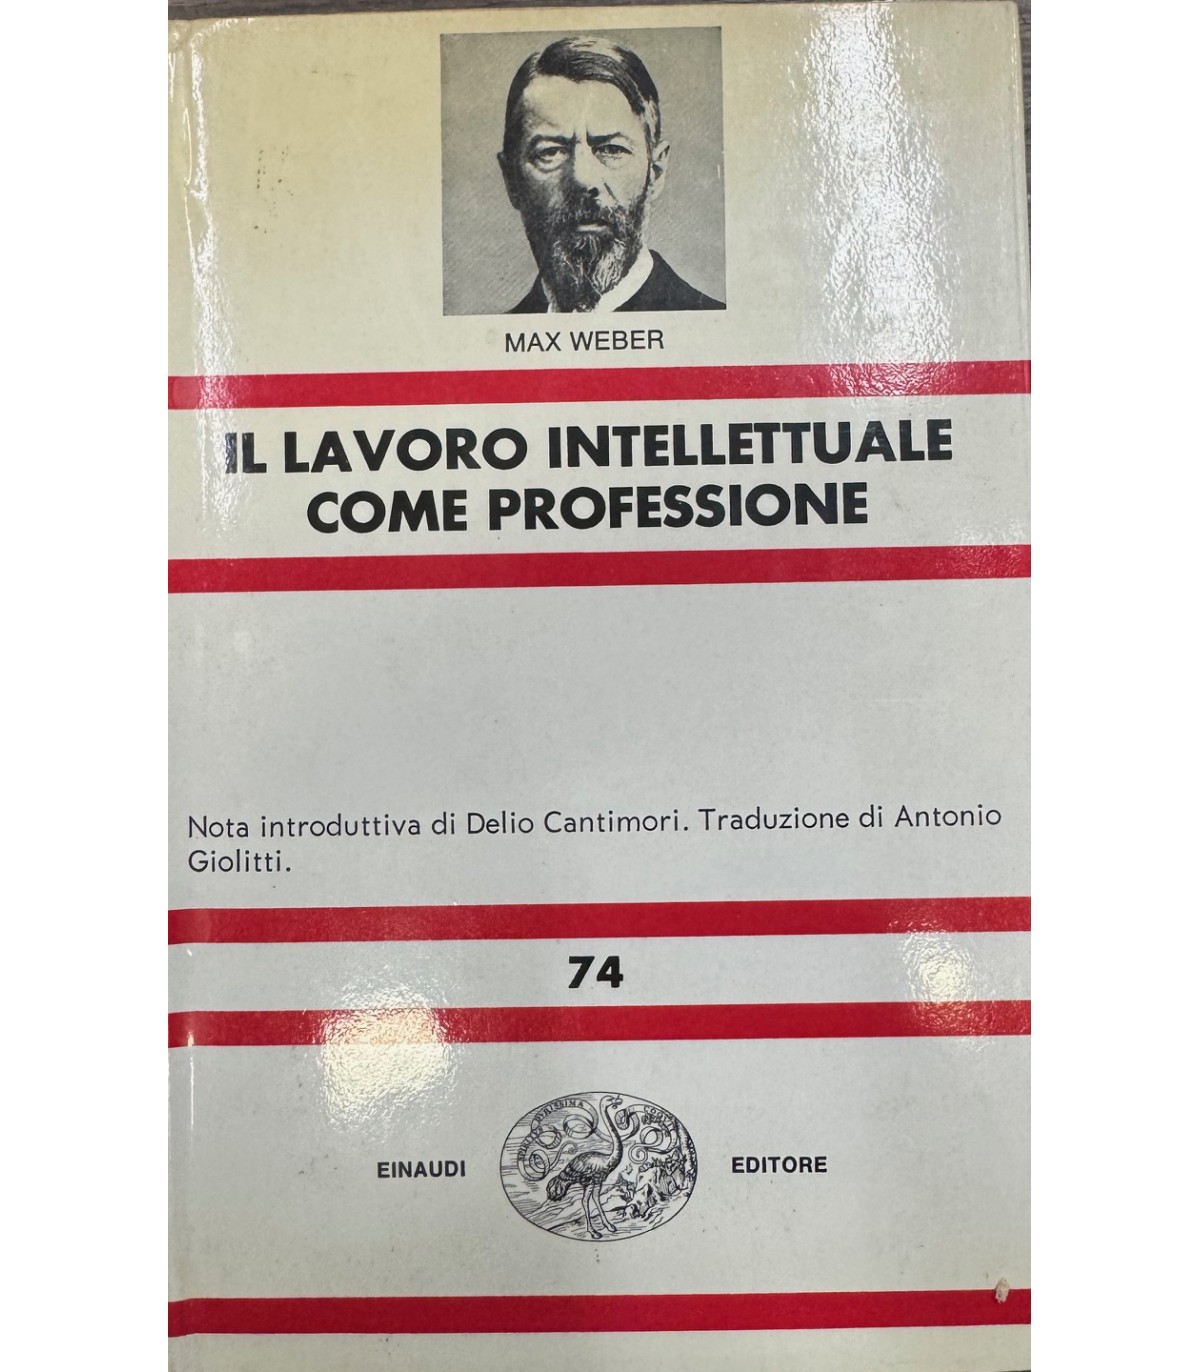 MAX WEBER
IL LAVORO INTELLETTUALE
COME PROFESSIONE
Nota introduttiva di Delio Cantimori. Traduzione di Antonio
Giolitti.
74
EINAUDI
EDITORE